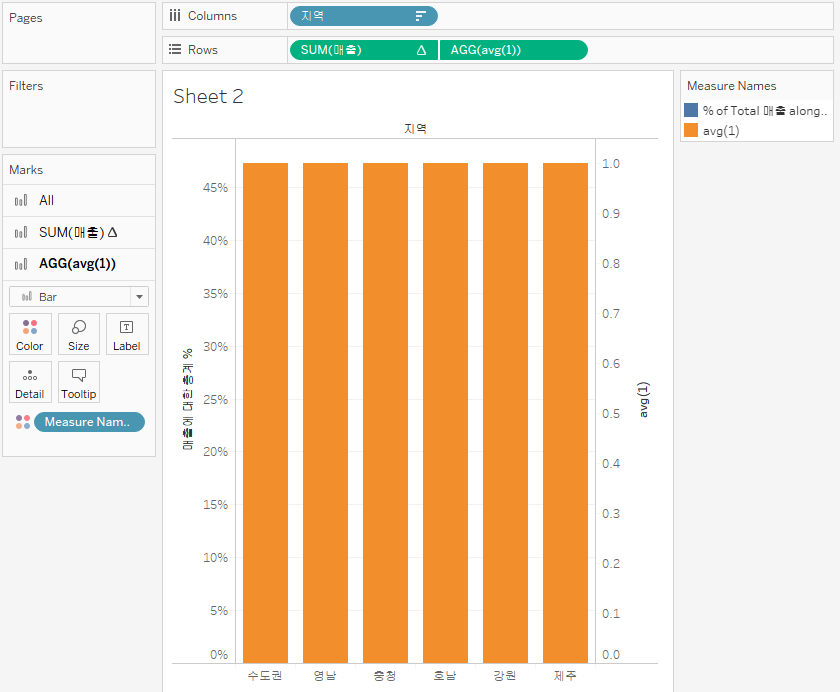 Pages
Columns
지역
Rows
SUM(매출) Δ
AGG(avg(1))
Filters
Marks
All
SUM(매출) Δ
AGG(avg(1))
Bar
Color
Size
Label
Detail
Tooltip
Measure Nam..
Sheet 2
지역
45%
40%
35%
30%
25%
20%
15%
10%
5%
0%
매출에 대한 총계 %
1.0
0.9
0.8
0.7
0.6
0.5
0.4
0.3
0.2
0.1
0.0
avg(1)
수도권 영남 충청 호남 강원 제주
Measure Names
% of Total 매출 along..
avg(1)